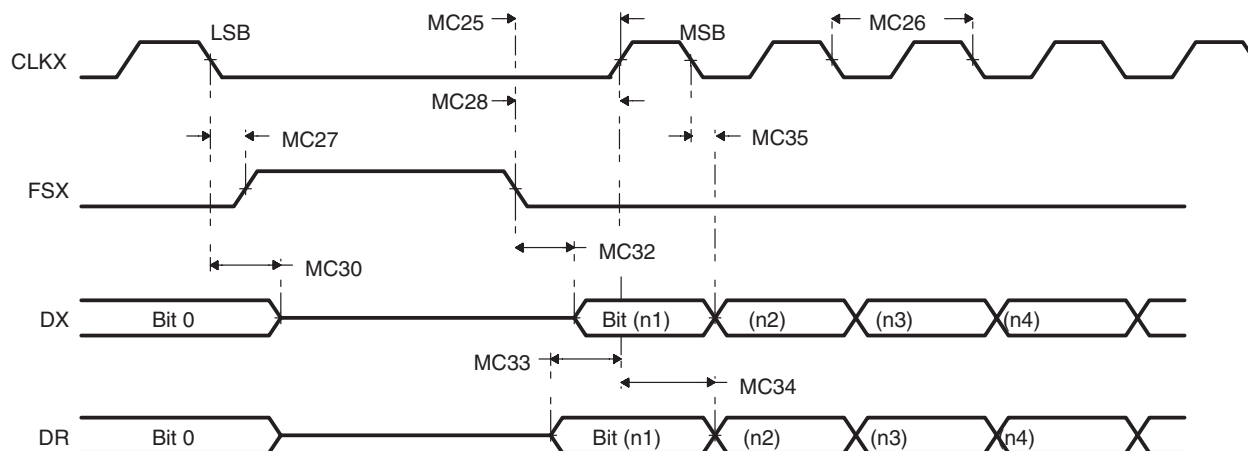 LSB
MC25
MSB
MC26
CLKX
MC28
MC27
MC35
FSX
MC30
MC32
DX
Bit 0
Bit (n1)
(n2)
(n3)
(n4)
MC33
MC34
DR
Bit 0
Bit (n1)
(n2)
(n3)
(n4)